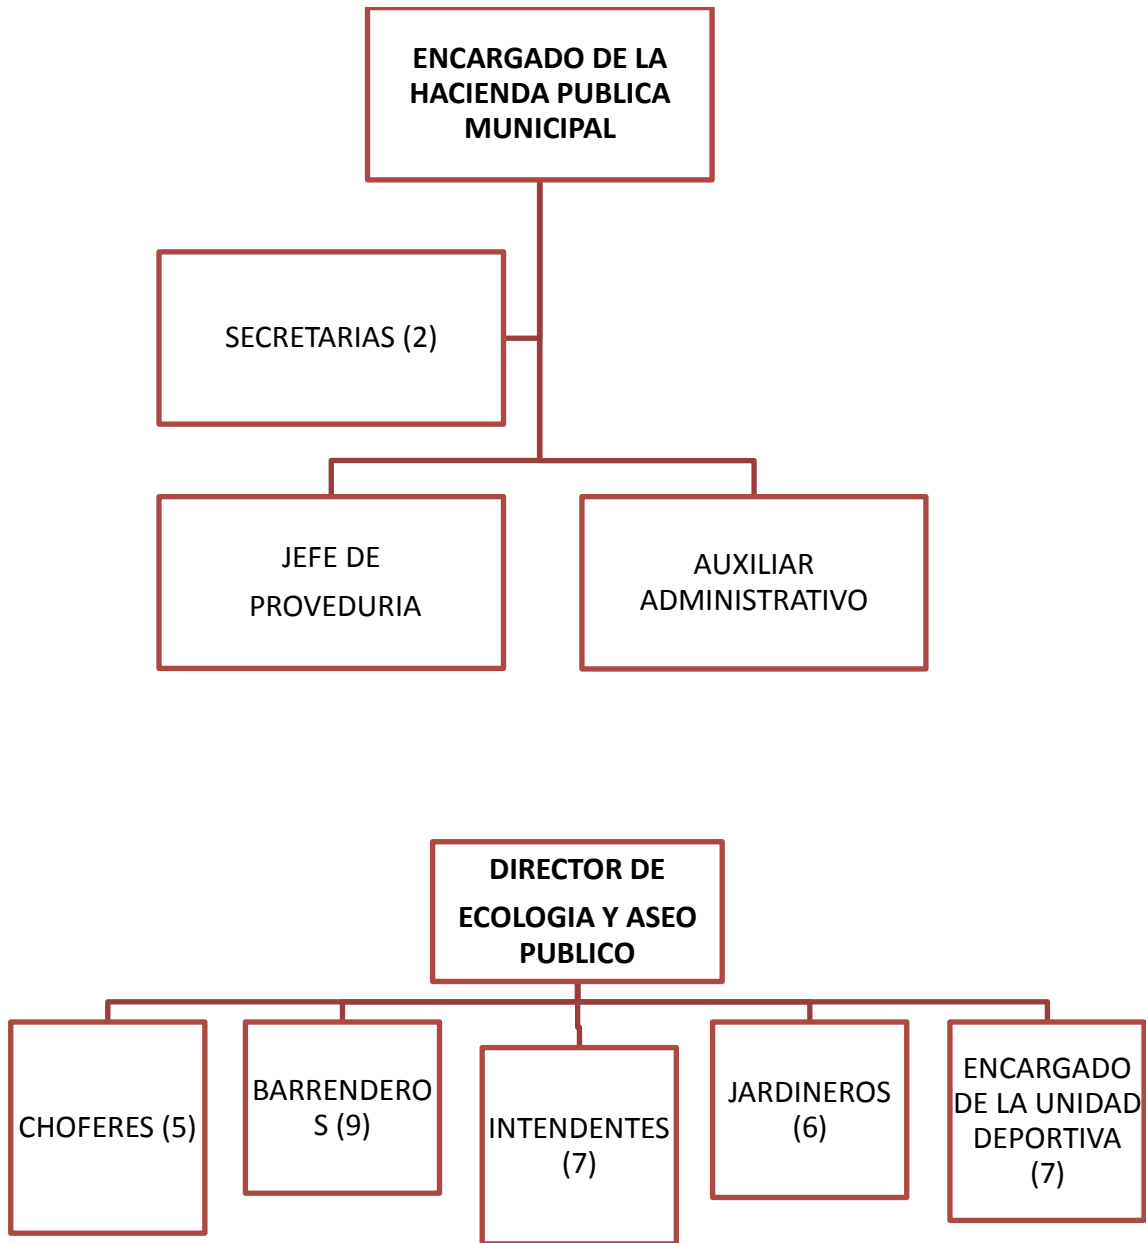 ENCARGADO DE LA
HACIENDA PUBLICA
MUNICIPAL
SECRETARIAS (2)
JEFE DE
PROVEDURIA
AUXILIAR
ADMINISTRATIVO
DIRECTOR DE
ECOLOGIA Y ASEO
PUBLICO
CHOFERES (5)
BARRENDERO
S (9)
INTENDENTES
(7)
JARDINEROS
(6)
ENCARGADO
DE LA UNIDAD
DEPORTIVA
(7)